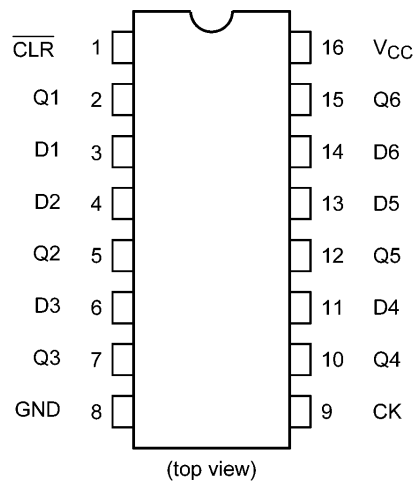 C̅L̅R̅ 1 16 VCC
Q1 2 15 Q6
D1 3 14 D6
D2 4 13 D5
Q2 5 12 Q5
D3 6 11 D4
Q3 7 10 Q4
GND 8 9 CK
(top view)